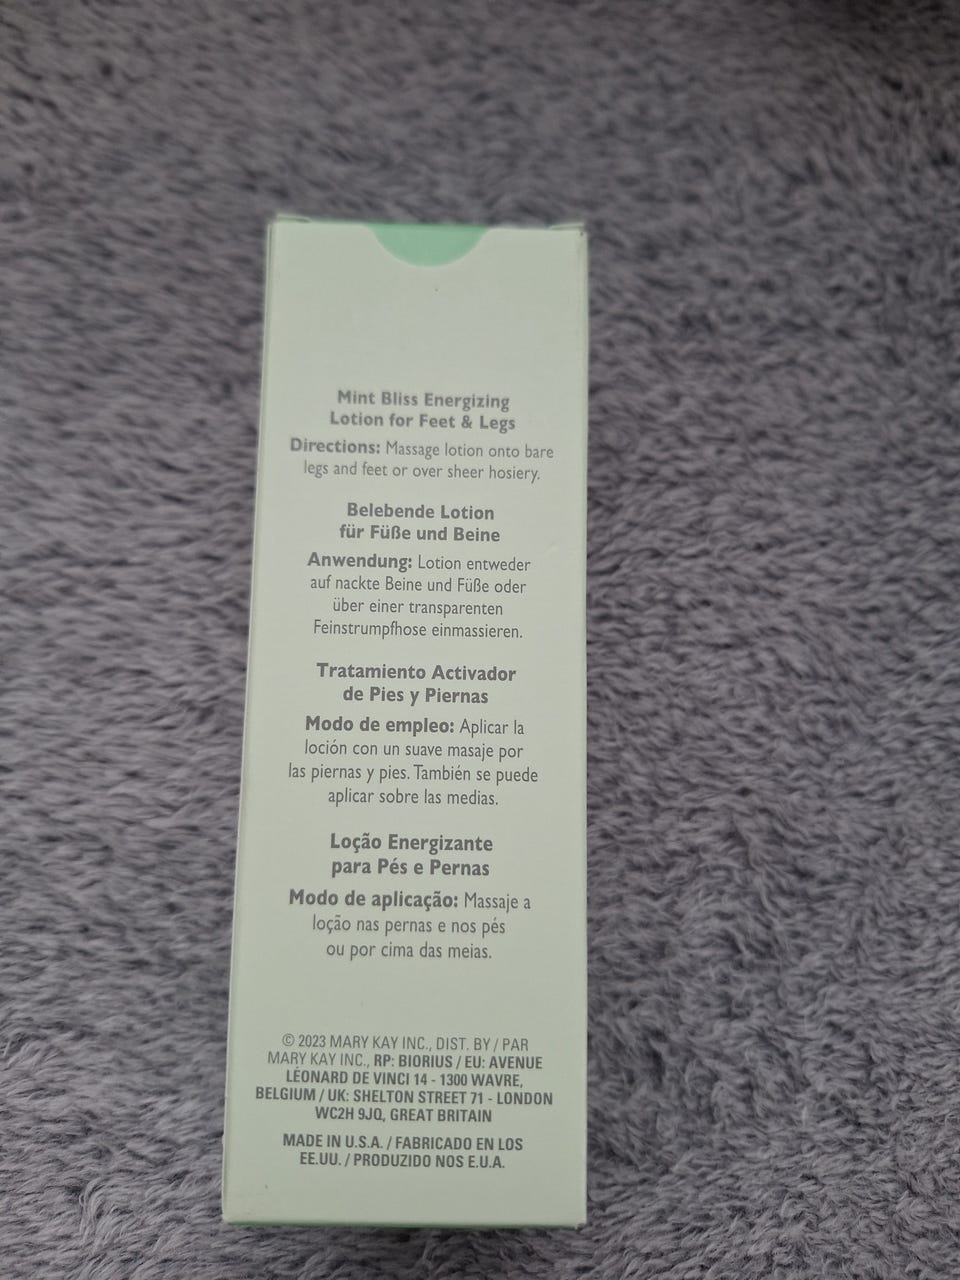 Mint Bliss Energizing
Lotion for Feet & Legs
Directions: Massage lotion onto bare
legs and feet or over sheer hosiery.
Belebende Lotion
für Füße und Beine
Anwendung: Lotion entweder
auf nackte Beine und Füße oder
über einer transparenten
Feinstrumpfhose einmassieren.
Tratamiento Activador
de Pies y Piernas
Modo de empleo: Aplicar la
loción con un suave masaje por
las piernas y pies. También se puede
aplicar sobre las medias.
Loção Energizante
para Pés e Pernas
Modo de aplicação: Massaje a
loção nas pernas e nos pés
ou por cima das meias.
© 2023 MARY KAY INC., DIST. BY / PAR
MARY KAY INC., RP: BIORIUS / EU: AVENUE
LÉONARD DE VINCI 14 - 1300 WAVRE,
BELGIUM / UK: SHELTON STREET 71 - LONDON
WC2H 9JQ, GREAT BRITAIN
MADE IN U.S.A. / FABRICADO EN LOS
EE.UU. / PRODUZIDO NOS E.U.A.